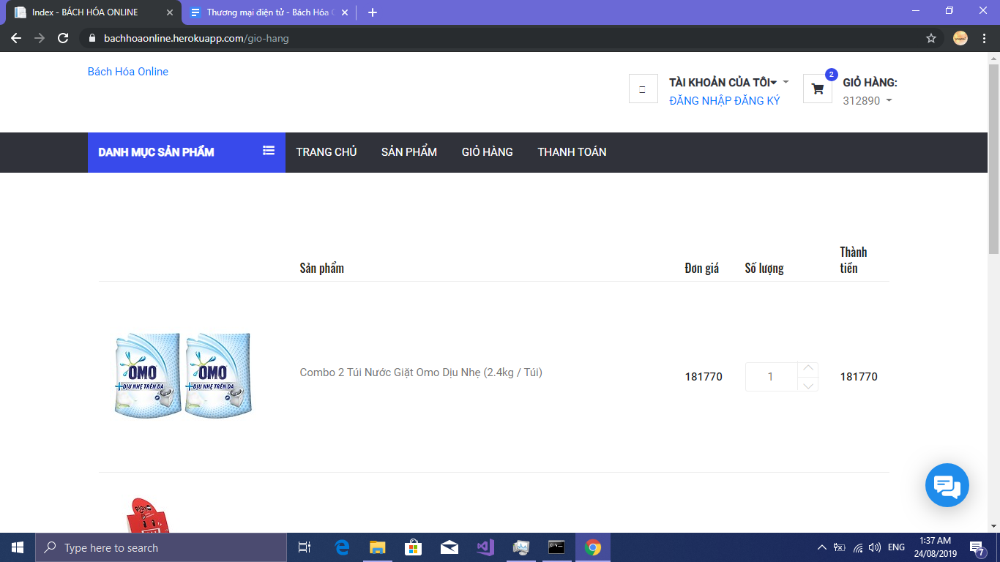 Index - BÁCH HÓA ONLINE
Thương mại điện tử - Bách Hóa
bachhoaonline.herokuapp.com/gio-hang
Bách Hóa Online
TÀI KHOẢN CỦA TÔI
ĐĂNG NHẬP ĐĂNG KÝ
2
GIỎ HÀNG:
312890
DANH MỤC SẢN PHẨM
TRANG CHỦ
SẢN PHẨM
GIỎ HÀNG
THANH TOÁN
Sản phẩm
Đơn giá
Số lượng
Thành
tiền
OMO
DỊU NHẸ TRÊN DA
OMO
DỊU NHẸ TRÊN DA
Combo 2 Túi Nước Giặt Omo Dịu Nhẹ (2.4kg / Túi)
181770
1
181770
PLAY
Type here to search
ENG
1:37 AM
24/08/2019
7